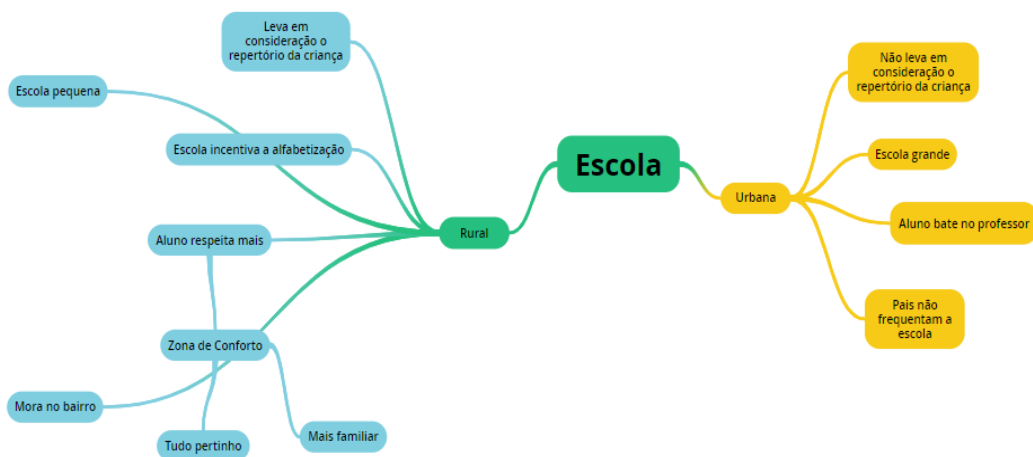 Escola
Rural
Leva em
consideração o
repertório da criança
Escola pequena
Escola incentiva a alfabetização
Aluno respeita mais
Zona de Conforto
Mora no bairro
Tudo pertinho
Mais familiar
Urbana
Não leva em
consideração o
repertório da criança
Escola grande
Aluno bate no professor
Pais não
frequentam a
escola